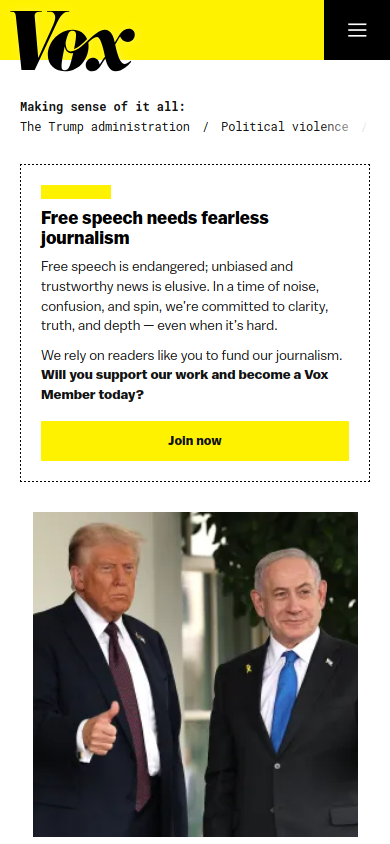 Vox
Making sense of it all:
The Trump administration / Political violence /
Free speech needs fearless
journalism
Free speech is endangered; unbiased and
trustworthy news is elusive. In a time of noise,
confusion, and spin, we're committed to clarity,
truth, and depth — even when it's hard.
We rely on readers like you to fund our journalism.
Will you support our work and become a Vox
Member today?
Join now